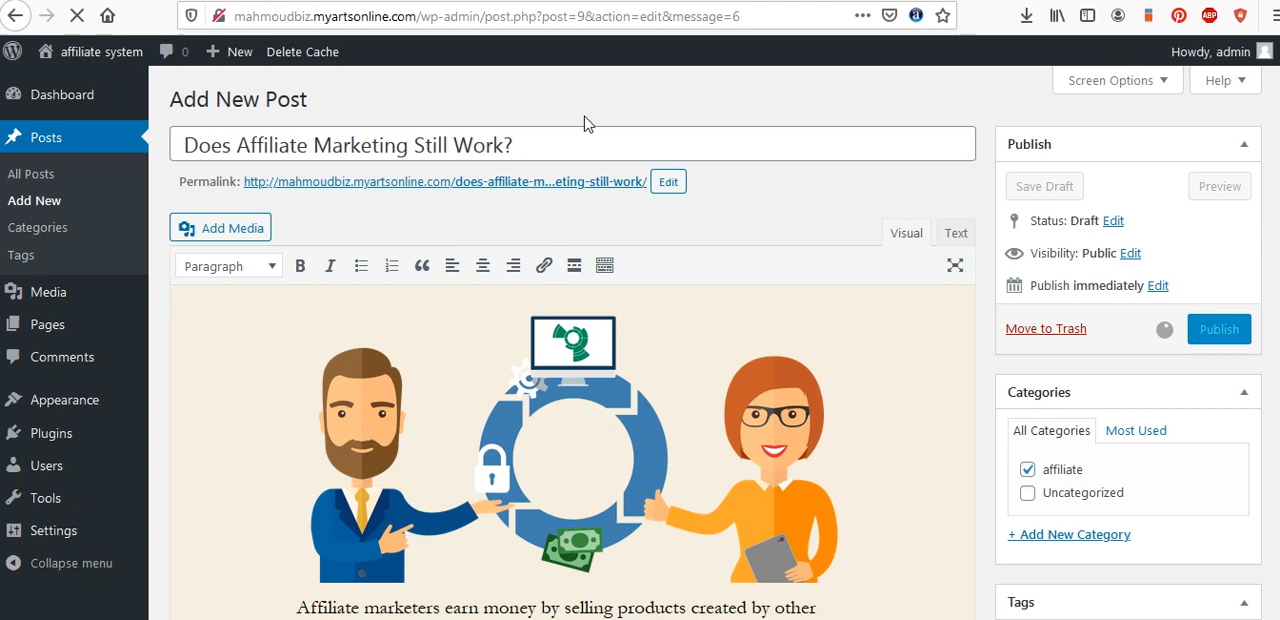 mahmoudbiz.myartsonline.com/wp-admin/post.php?post=9&action=edit&message=6
ABP
affiliate system
0
New
Delete Cache
Howdy, admin
Dashboard
Posts
All Posts
Add New
Categories
Tags
Media
Pages
Comments
Appearance
Plugins
Users
Tools
Settings
Collapse menu
Screen Options
Help
Add New Post
Does Affiliate Marketing Still Work?
Permalink: http://mahmoudbiz.myartsonline.com/does-affiliate-m...eting-still-work/ Edit
Add Media
Visual
Text
Paragraph
B
I
Affiliate marketers earn money by selling products created by other
Publish
Save Draft
Preview
Status: Draft Edit
Visibility: Public Edit
Publish immediately Edit
Move to Trash
Publish
Categories
All Categories
Most Used
affiliate
Uncategorized
+ Add New Category
Tags